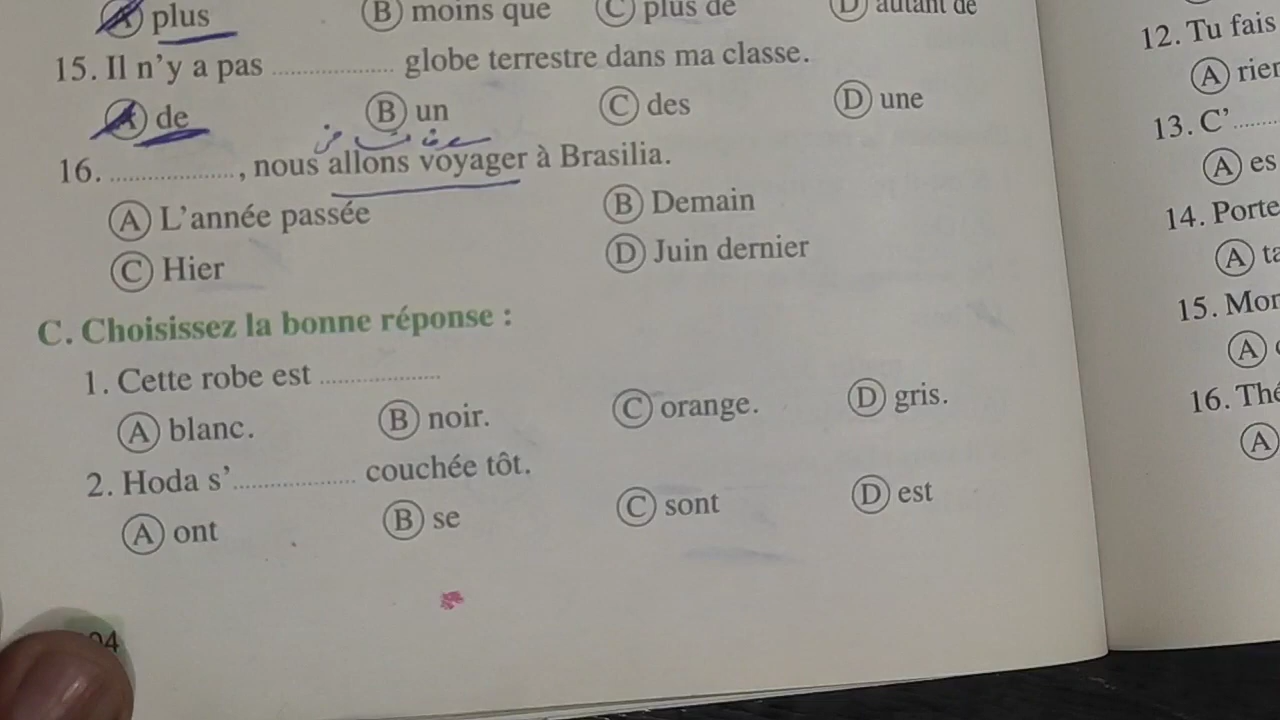 A plus B moins que C plus de D autant de
15. Il n'y a pas .................. globe terrestre dans ma classe.
A de B un C des D une
16. .................., nous allons voyager à Brasilia.
A L'année passée B Demain
C Hier D Juin dernier
C. Choisissez la bonne réponse :
1. Cette robe est ..................
A blanc. B noir. C orange. D gris.
2. Hoda s'.................. couchée tôt.
A ont B se C sont D est
12. Tu fais
A
13. C'........
A es
14. Porte
A
15.
A
16.
A